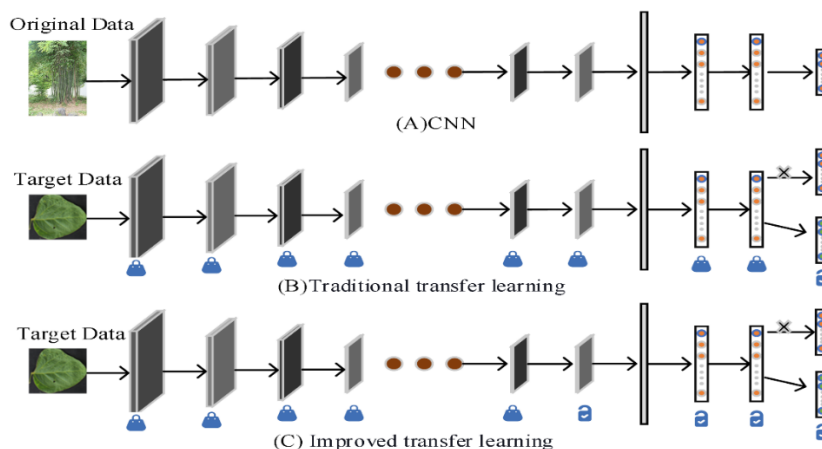 Original Data
(A)CNN
Target Data
(B)Traditional transfer learning
Target Data
(C) Improved transfer learning